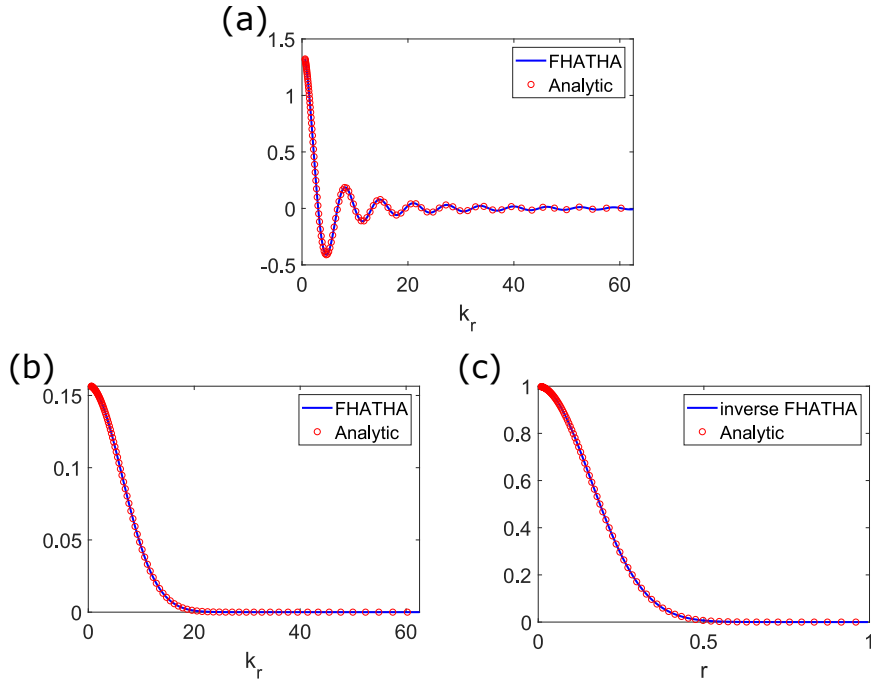 (a)
1.5
1
0.5
0
-0.5
0 20 40 60
k_r
FHATHA
Analytic
(b)
0.15
0.1
0.05
0
0 20 40 60
k_r
FHATHA
Analytic
(c)
1
0.8
0.6
0.4
0.2
0
0 0.5 1
r
inverse FHATHA
Analytic